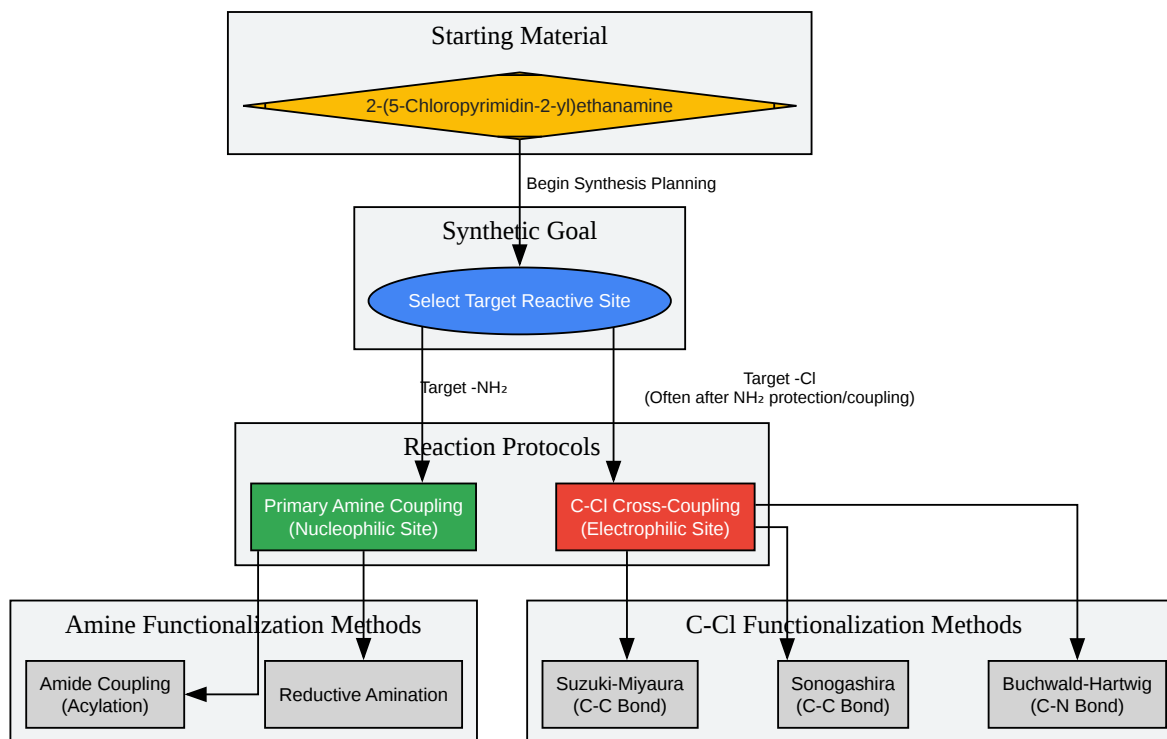 Starting Material
2-(5-Chloropyrimidin-2-yl)ethanamine
Begin Synthesis Planning
Synthetic Goal
Select Target Reactive Site
Target -NH₂
Target -Cl
(Often after NH₂ protection/coupling)
Reaction Protocols
Primary Amine Coupling
(Nucleophilic Site)
C-Cl Cross-Coupling
(Electrophilic Site)
Amine Functionalization Methods
Amide Coupling
(Acylation)
Reductive Amination
C-Cl Functionalization Methods
Suzuki-Miyaura
(C-C Bond)
Sonogashira
(C-C Bond)
Buchwald-Hartwig
(C-N Bond)